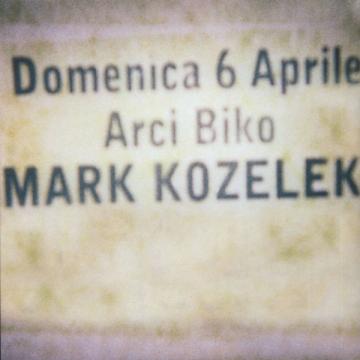 Domenica 6 Aprile
Arci Biko
MARK KOZELEK